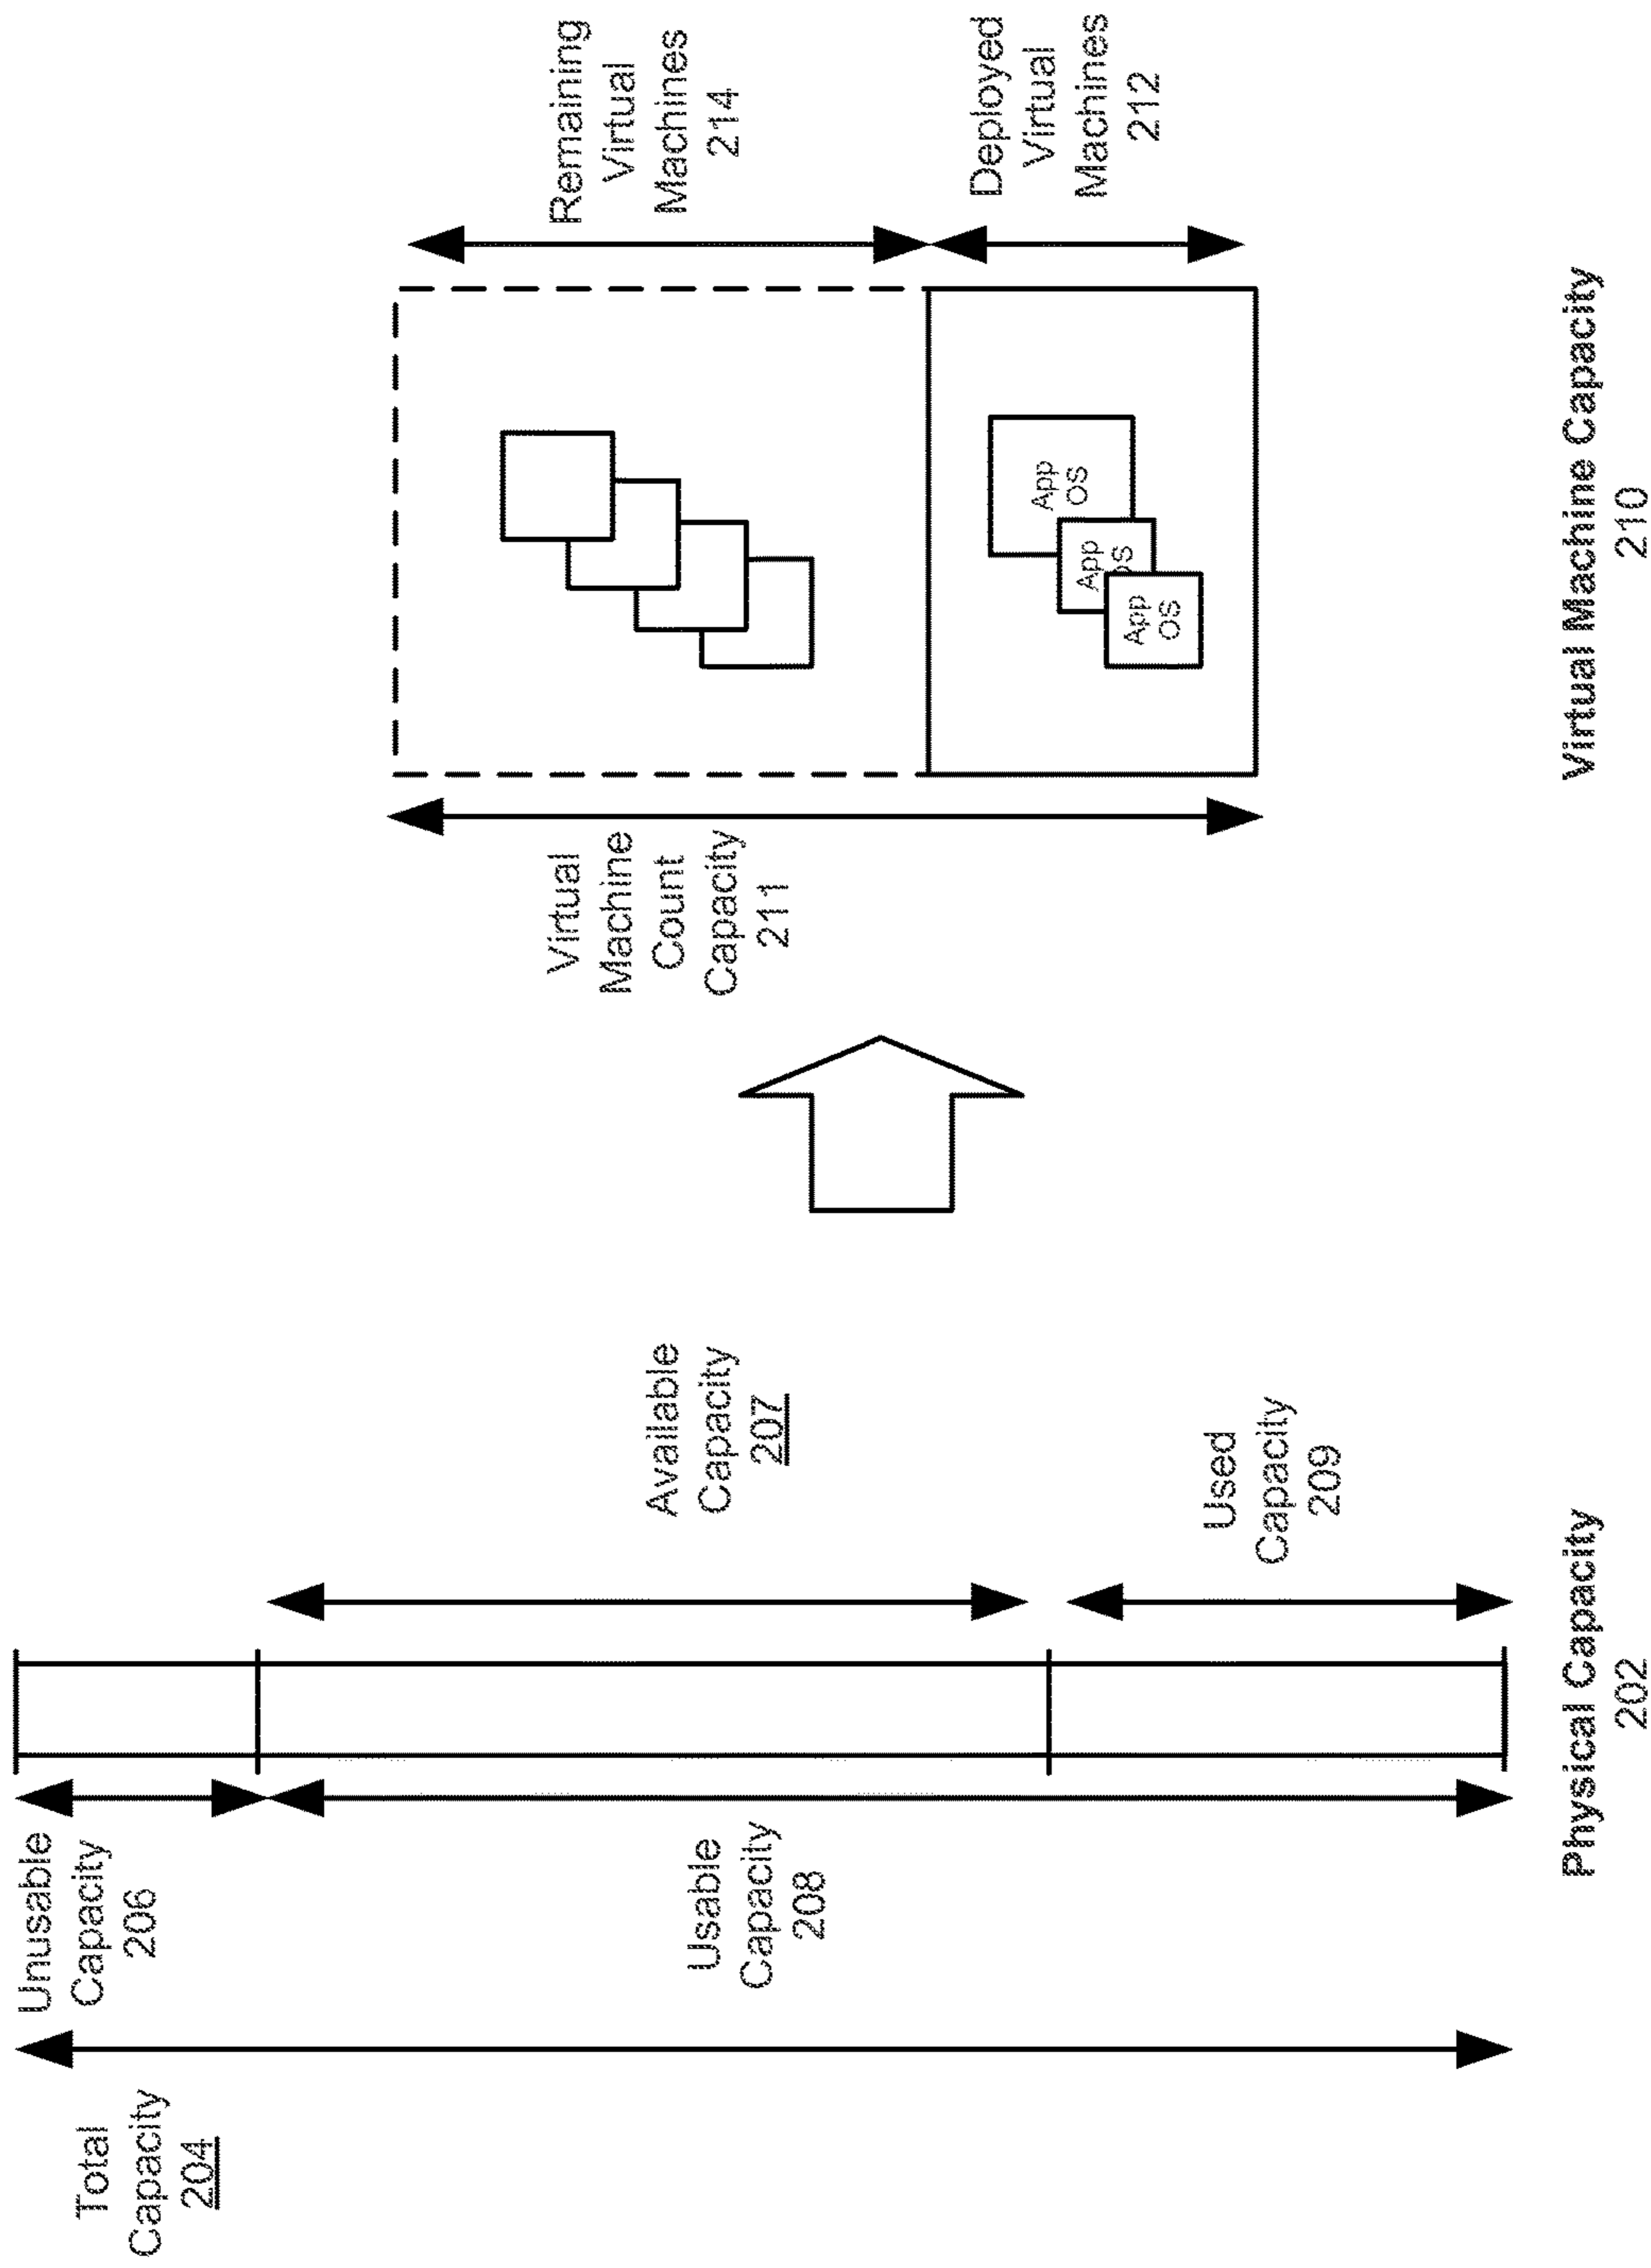 Total
Capacity
204
Unusable
Capacity
206
Usable
Capacity
208
Available
Capacity
207
Used
Capacity
209
Physical Capacity
202
Virtual
Machine
Count
Capacity
211
Remaining
Virtual
Machines
214
App
OS
App
OS
App
OS
Deployed
Virtual
Machines
212
Virtual Machine Capacity
210